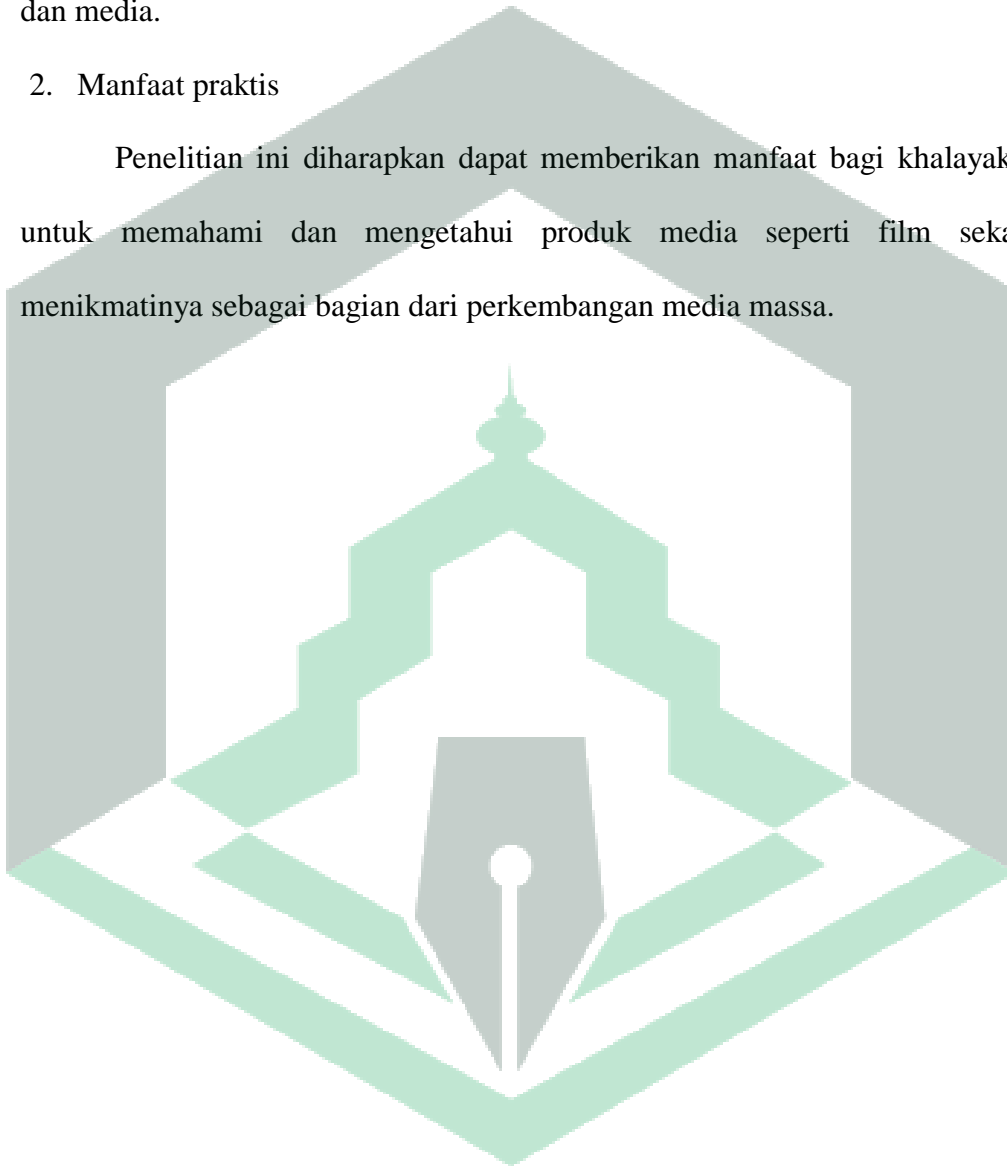 dan media.
2. Manfaat praktis
Penelitian ini diharapkan dapat memberikan manfaat bagi khalayak
untuk memahami dan mengetahui produk media seperti film
menikmatinya sebagai bagian dari perkembangan media massa.